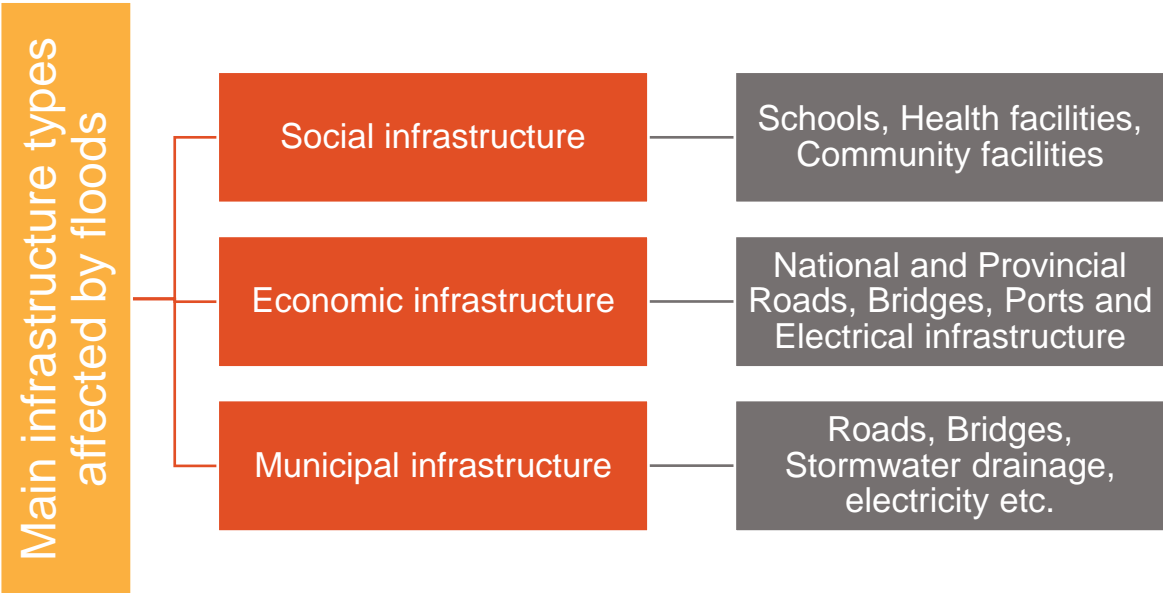 Main infrastructure types
affected by floods
Social infrastructure
Schools, Health facilities,
Community facilities
Economic infrastructure
National and Provincial
Roads, Bridges, Ports and
Electrical infrastructure
Municipal infrastructure
Roads, Bridges,
Stormwater drainage,
electricity etc.